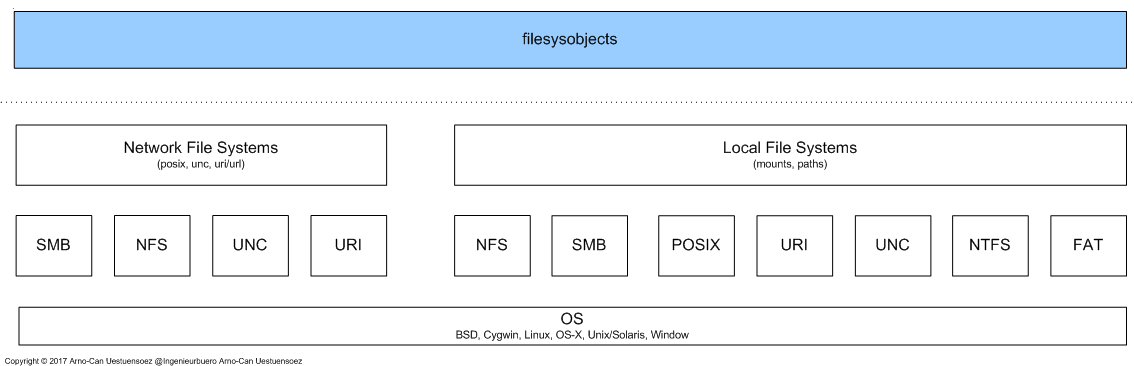 filesysobjects
Network File Systems
(posix, unc, uri/url)
Local File Systems
(mounts, paths)
SMB
NFS
UNC
URI
NFS
SMB
POSIX
URI
UNC
NTFS
FAT
OS
BSD, Cygwin, Linux, OS-X, Unix/Solaris, Window
Copyright © 2017 Arno-Can Uestuensoez @Ingenieurbuero Arno-Can Uestuensoez